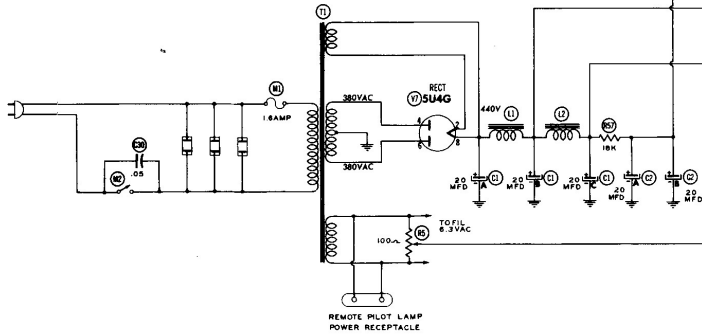 T1
M1
1.6AMP
C30
.05
M2
380VAC
380VAC
RECT
V7 5U4G
4
6
2
8
440V
L1
L2
R57
18K
20 MFD
A
C1
20 MFD
B
C1
20 MFD
C
C1
20 MFD
A
C2
20 MFD
B
C2
TO FIL
6.3VAC
100~
R5
REMOTE PILOT LAMP
POWER RECEPTACLE